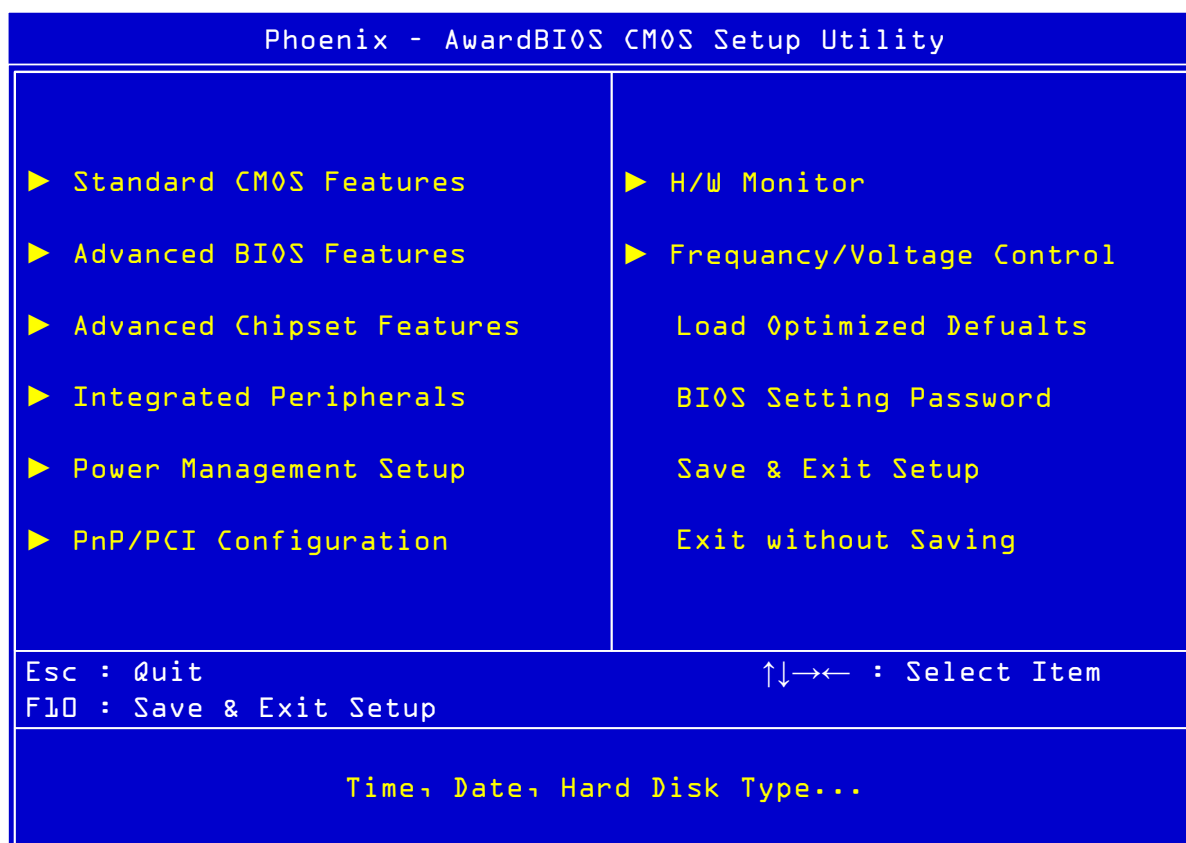 Phoenix - AwardBIOS CMOS Setup Utility
► Standard CMOS Features
► Advanced BIOS Features
► Advanced Chipset Features
► Integrated Peripherals
► Power Management Setup
► PnP/PCI Configuration
► H/W Monitor
► Frequancy/Voltage Control
Load Optimized Defualts
BIOS Setting Password
Save & Exit Setup
Exit without Saving
Esc : Quit
F10 : Save & Exit Setup
↑↓→← : Select Item
Time, Date, Hard Disk Type...